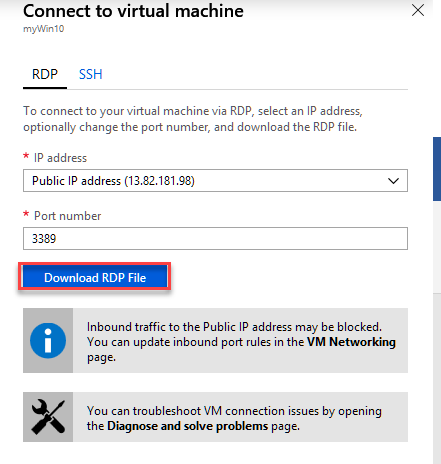 Connect to virtual machine
myWin10
RDP SSH
To connect to your virtual machine via RDP, select an IP address,
optionally change the port number, and download the RDP file.
* IP address
Public IP address (13.82.181.98)
* Port number
3389
Download RDP File
Inbound traffic to the Public IP address may be blocked.
You can update inbound port rules in the VM Networking
page.
You can troubleshoot VM connection issues by opening
the Diagnose and solve problems page.